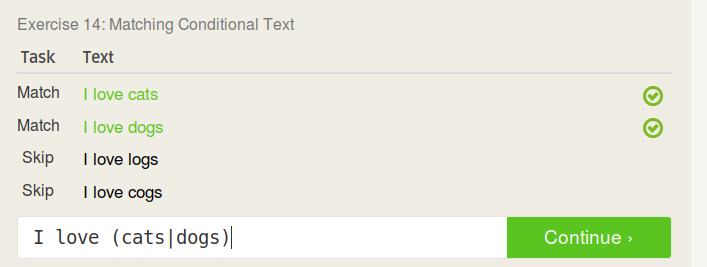 Exercise 14: Matching Conditional Text
Task Text
Match I love cats
Match I love dogs
Skip I love logs
Skip I love cogs
I love (cats|dogs) Continue ›